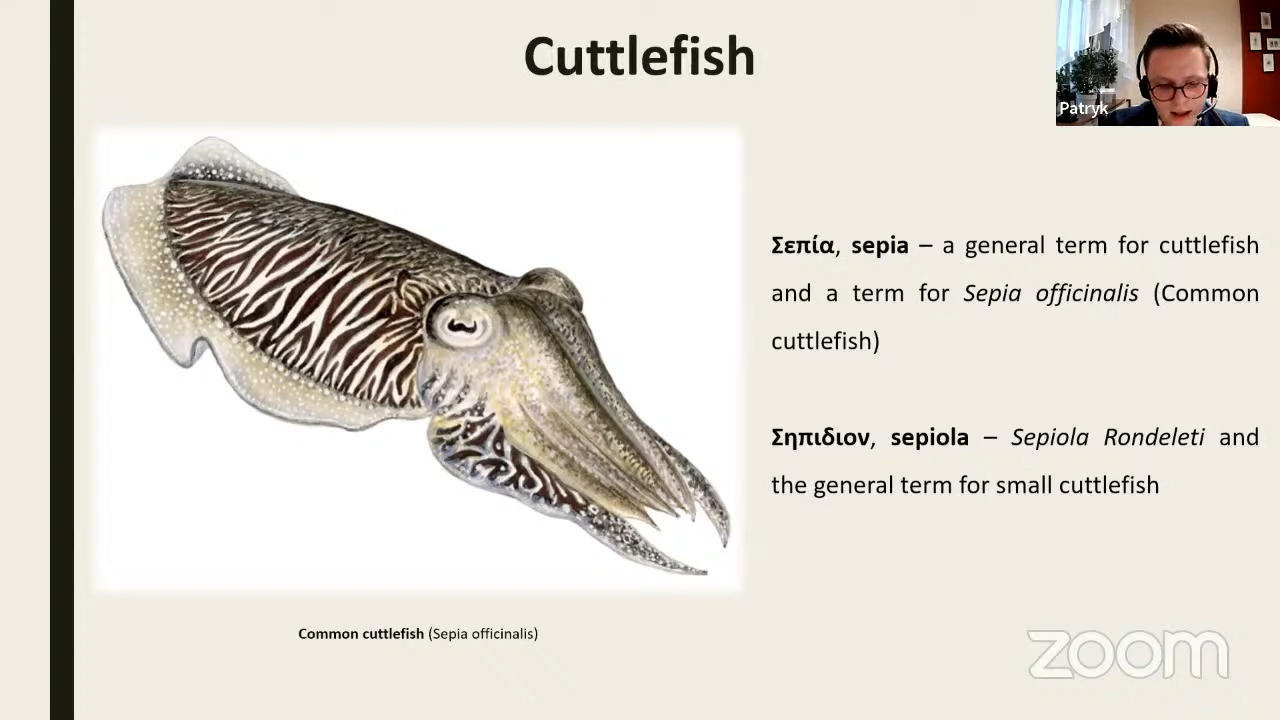 Cuttlefish
Patryk
Σεπία, sepia – a general term for cuttlefish
and a term for Sepia officinalis (Common
cuttlefish)
Σηπιδιον, sepiola – Sepiola Rondeleti and
the general term for small cuttlefish
Common cuttlefish (Sepia officinalis)
zoom